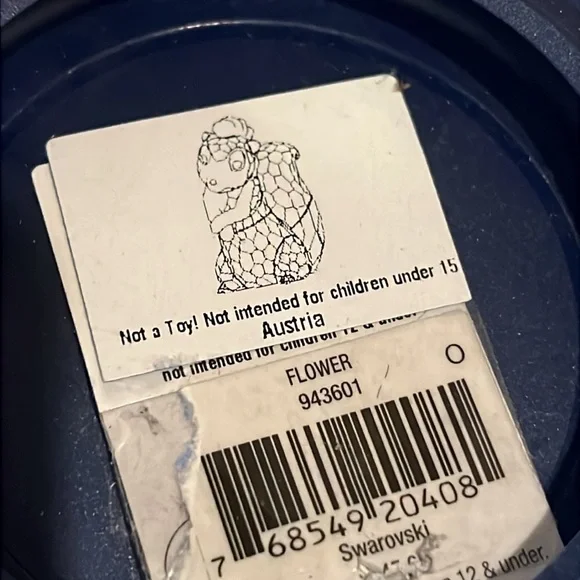 Not a Toy! Not intended for children under 15
Austria
not intended for children 12 & under.
FLOWER
O
943601
7 68549 20408
Swarovski
12 & under.